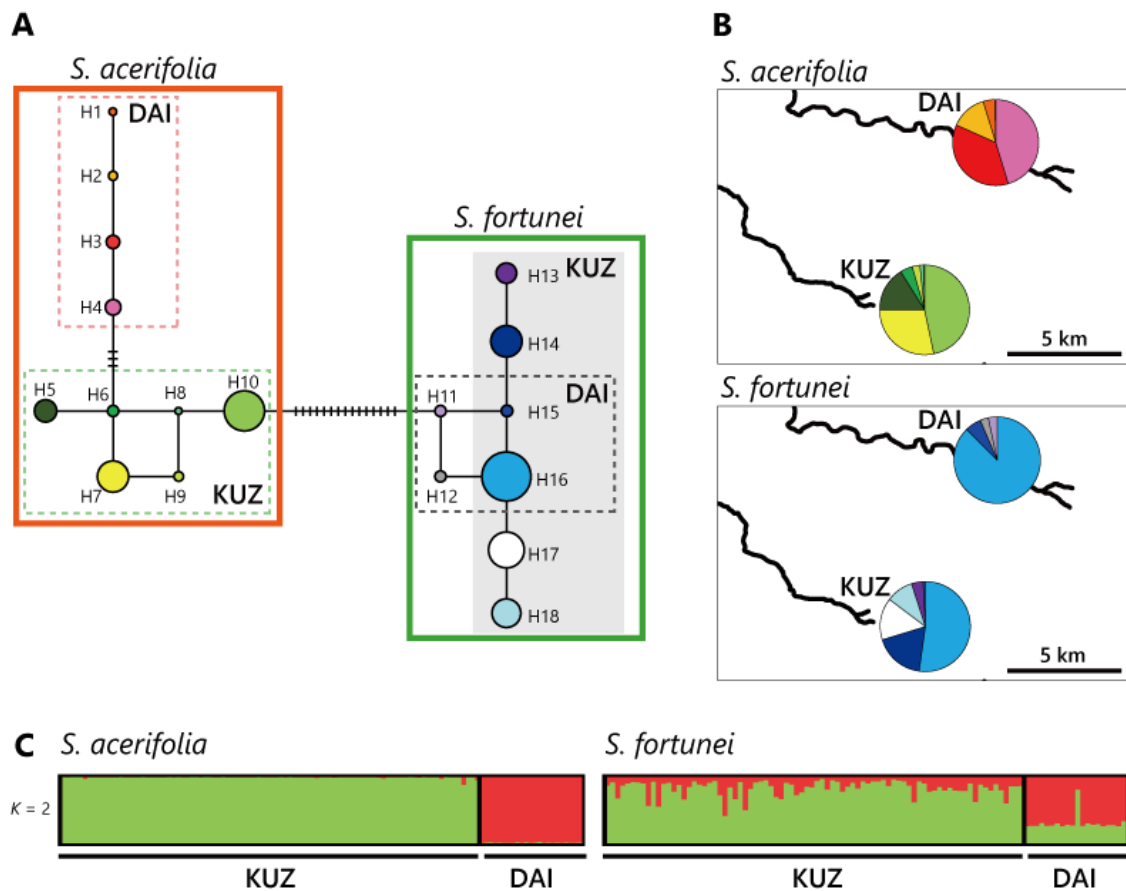 A
S. acerifolia
H1
DAI
H2
H3
H4
H5
H6
H8
H10
H7
H9
KUZ
S. fortunei
KUZ
H13
H14
DAI
H11
H15
H12
H16
H17
H18
B
S. acerifolia
DAI
KUZ
5 km
S. fortunei
DAI
KUZ
5 km
C
S. acerifolia
S. fortunei
K = 2
KUZ
DAI
KUZ
DAI